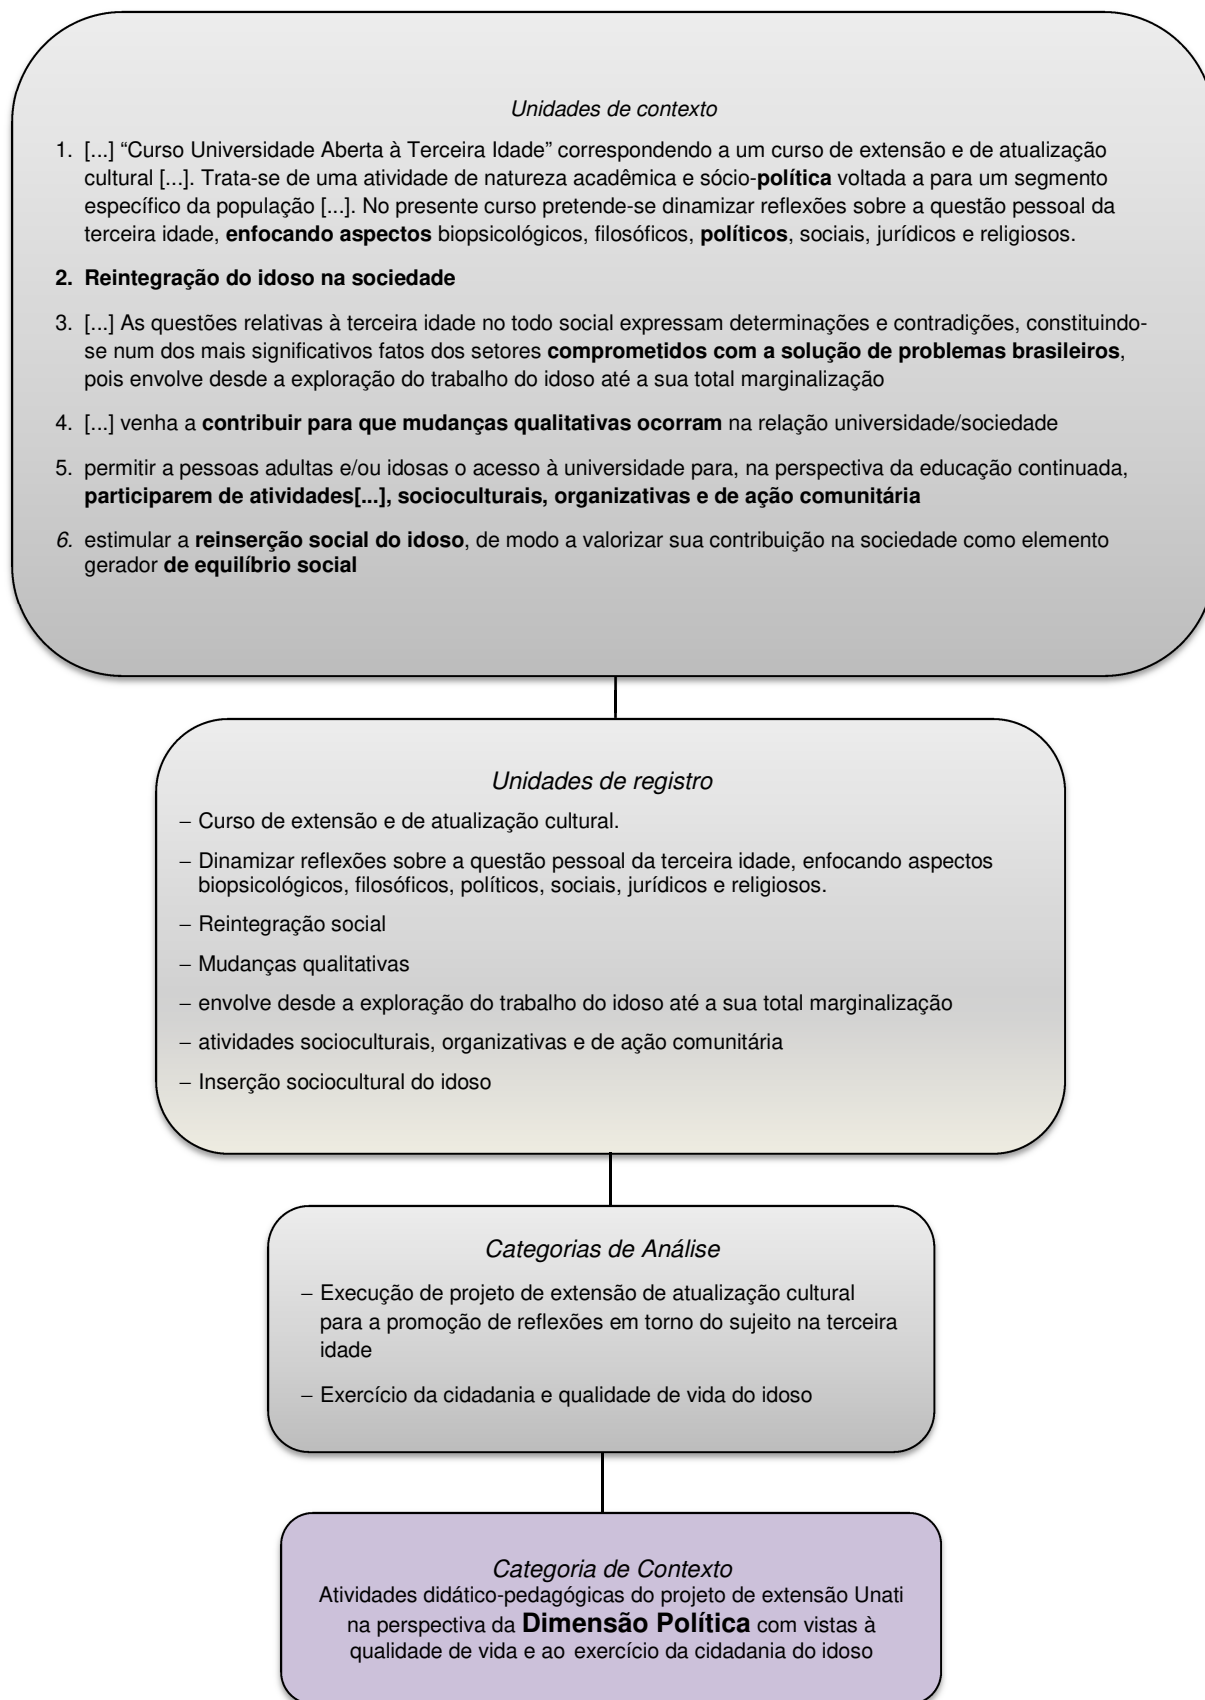 Unidades de contexto
1. [...] “Curso Universidade Aberta à Terceira Idade” correspondendo a um curso de extensão e de atualização
cultural [...]. Trata-se de uma atividade de natureza acadêmica e sócio-política voltada a para um segmento
específico da população [...]. No presente curso pretende-se dinamizar reflexões sobre a questão pessoal da
terceira idade, enfocando aspectos biopsicológicos, filosóficos, políticos, sociais, jurídicos e religiosos.
2. Reintegração do idoso na sociedade
3. [...] As questões relativas à terceira idade no todo social expressam determinações e contradições, constituindo-
se num dos mais significativos fatos dos setores comprometidos com a solução de problemas brasileiros,
pois envolve desde a exploração do trabalho do idoso até a sua total marginalização
4. [...] venha a contribuir para que mudanças qualitativas ocorram na relação universidade/sociedade
5. permitir a pessoas adultas e/ou idosas o acesso à universidade para, na perspectiva da educação continuada,
participarem de atividades[...], socioculturais, organizativas e de ação comunitária
6. estimular a reinserção social do idoso, de modo a valorizar sua contribuição na sociedade como elemento
gerador de equilíbrio social
Unidades de registro
– Curso de extensão e de atualização cultural.
– Dinamizar reflexões sobre a questão pessoal da terceira idade, enfocando aspectos
biopsicológicos, filosóficos, políticos, sociais, jurídicos e religiosos.
– Reintegração social
– Mudanças qualitativas
– envolve desde a exploração do trabalho do idoso até a sua total marginalização
– atividades socioculturais, organizativas e de ação comunitária
– Inserção sociocultural do idoso
Categorias de Análise
– Execução de projeto de extensão de atualização cultural
para a promoção de reflexões em torno do sujeito na terceira
idade
– Exercício da cidadania e qualidade de vida do idoso
Categoria de Contexto
Atividades didático-pedagógicas do projeto de extensão Unati
na perspectiva da Dimensão Política com vistas à
qualidade de vida e ao exercício da cidadania do idoso